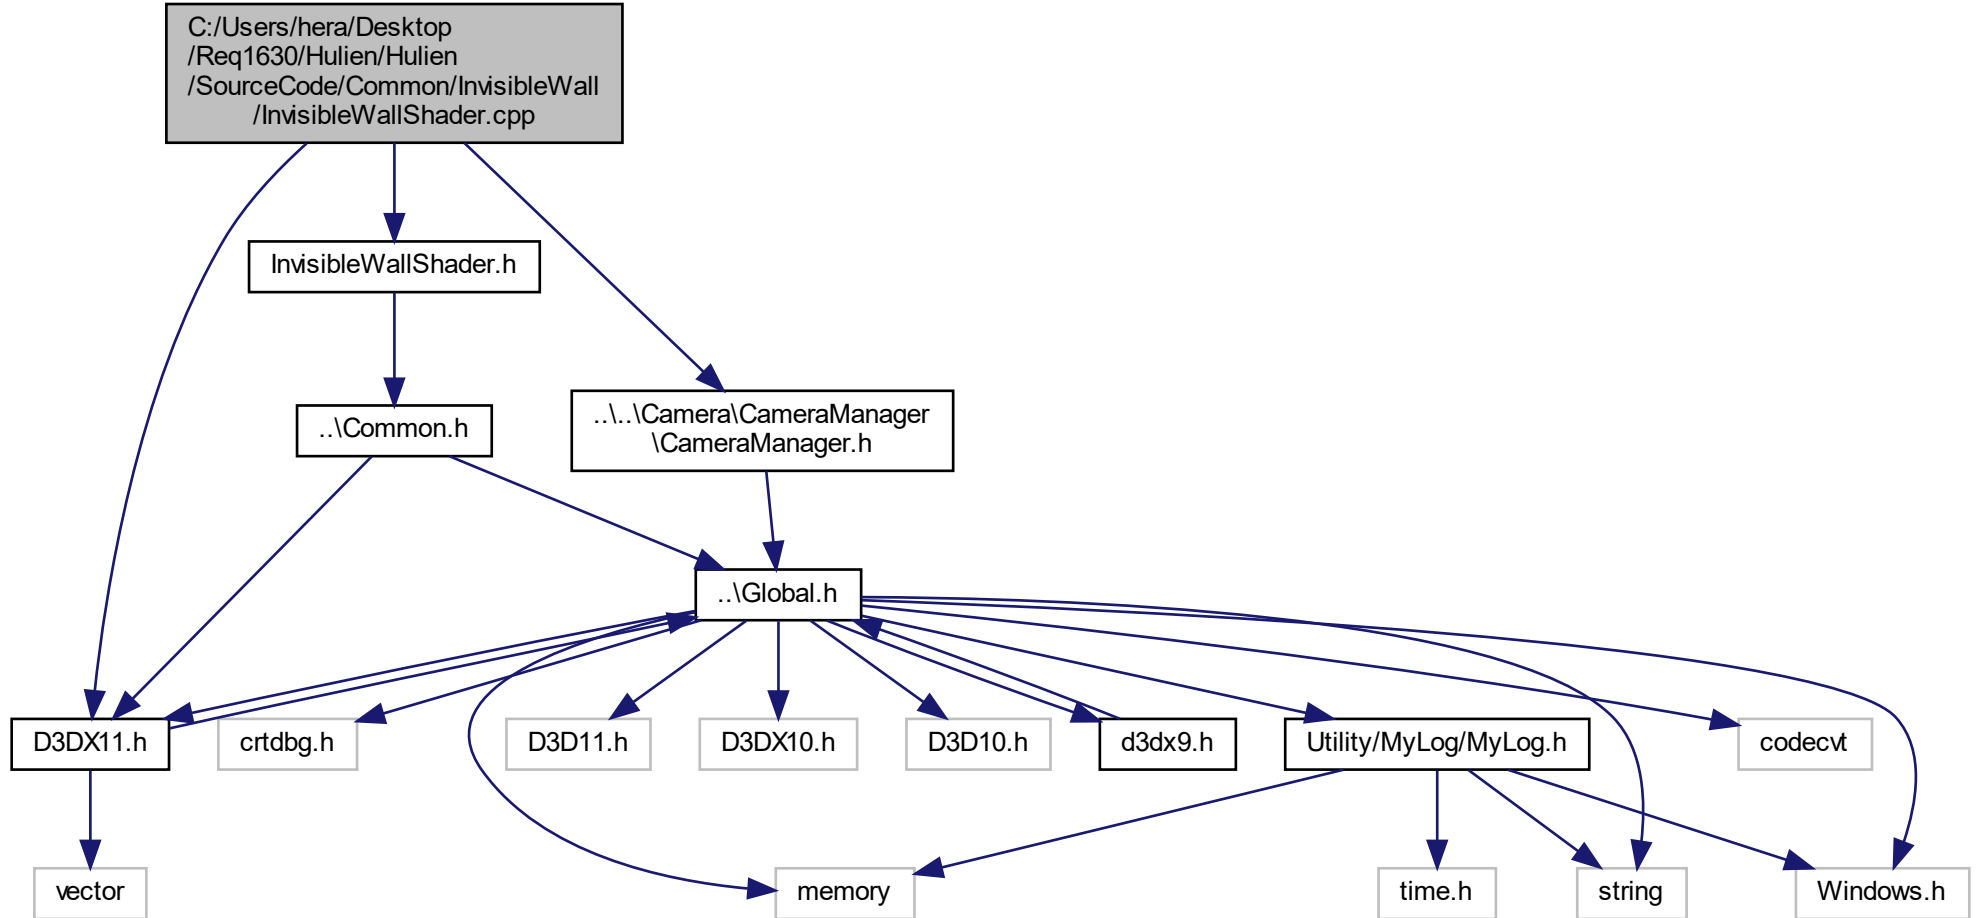 C:/Users/hera/Desktop
/Req1630/Hulien/Hulien
/SourceCode/Common/InvisibleWall
/InvisibleWallShader.cpp
InvisibleWallShader.h
..\Common.h
..\..\Camera\CameraManager
\CameraManager.h
..\Global.h
D3DX11.h
crtdbg.h
D3D11.h
D3DX10.h
D3D10.h
d3dx9.h
Utility/MyLog/MyLog.h
codecvt
vector
memory
time.h
string
Windows.h